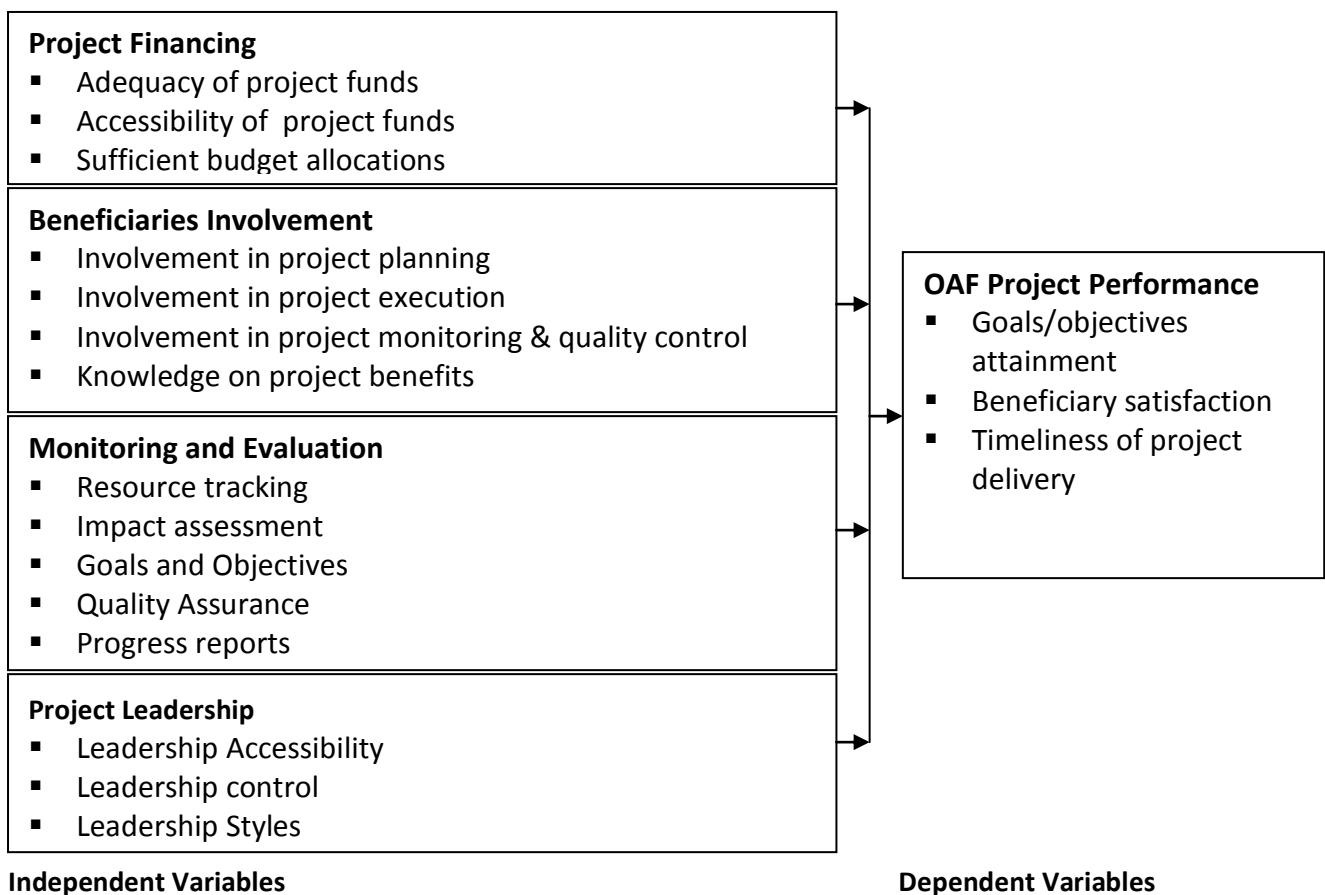 Project Financing
▪ Adequacy of project funds
▪ Accessibility of project funds
▪ Sufficient budget allocations
Beneficiaries Involvement
▪ Involvement in project planning
▪ Involvement in project execution
▪ Involvement in project monitoring & quality control
▪ Knowledge on project benefits
Monitoring and Evaluation
▪ Resource tracking
▪ Impact assessment
▪ Goals and Objectives
▪ Quality Assurance
▪ Progress reports
Project Leadership
▪ Leadership Accessibility
▪ Leadership control
▪ Leadership Styles
Independent Variables
OAF Project Performance
▪ Goals/objectives
attainment
▪ Beneficiary satisfaction
▪ Timeliness of project
delivery
Dependent Variables